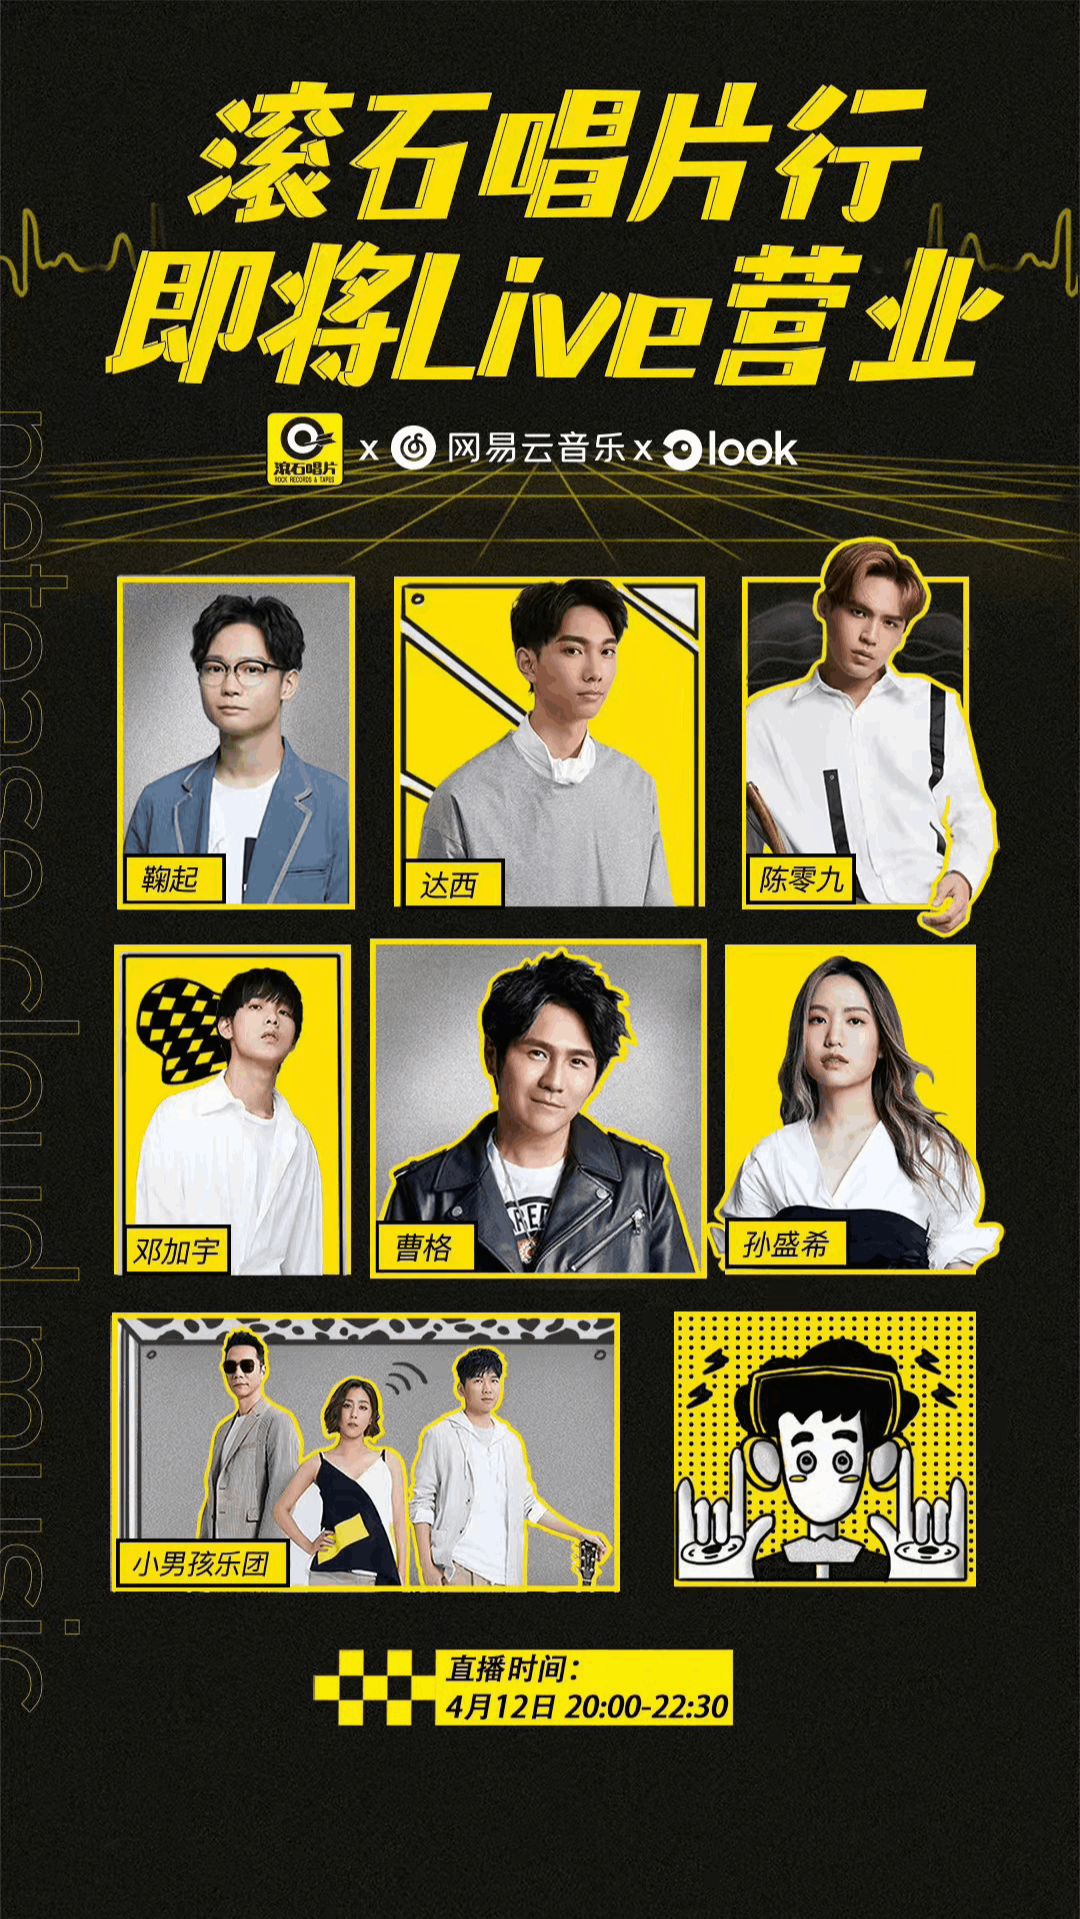 滚石唱片行
即将Live营业
滚石唱片
ROCK RECORDS & TAPES
x 网易云音乐 x look
netease cloud music
鞠起
达西
陈零九
邓加宇
曹格
孙盛希
小男孩乐团
直播时间：
4月12日 20:00-22:30